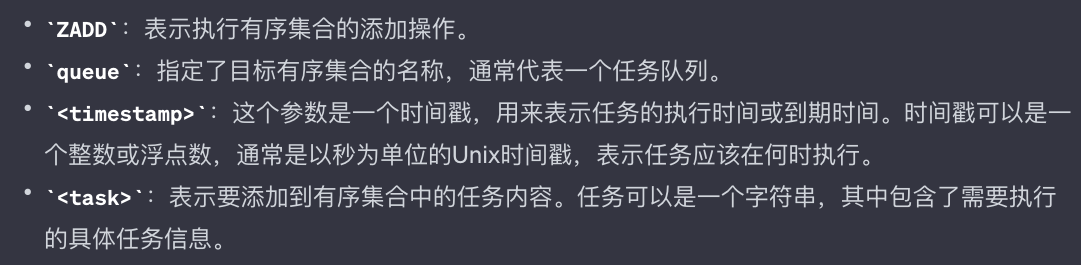 • `ZADD`：表示执行有序集合的添加操作。
• `queue`：指定了目标有序集合的名称，通常代表一个任务队列。
• `<timestamp>`：这个参数是一个时间戳，用来表示任务的执行时间或到期时间。时间戳可以是一
个整数或浮点数，通常是以秒为单位的Unix时间戳，表示任务应该在何时执行。
• `<task>`：表示要添加到有序集合中的任务内容。任务可以是一个字符串，其中包含了需要执行
的具体任务信息。